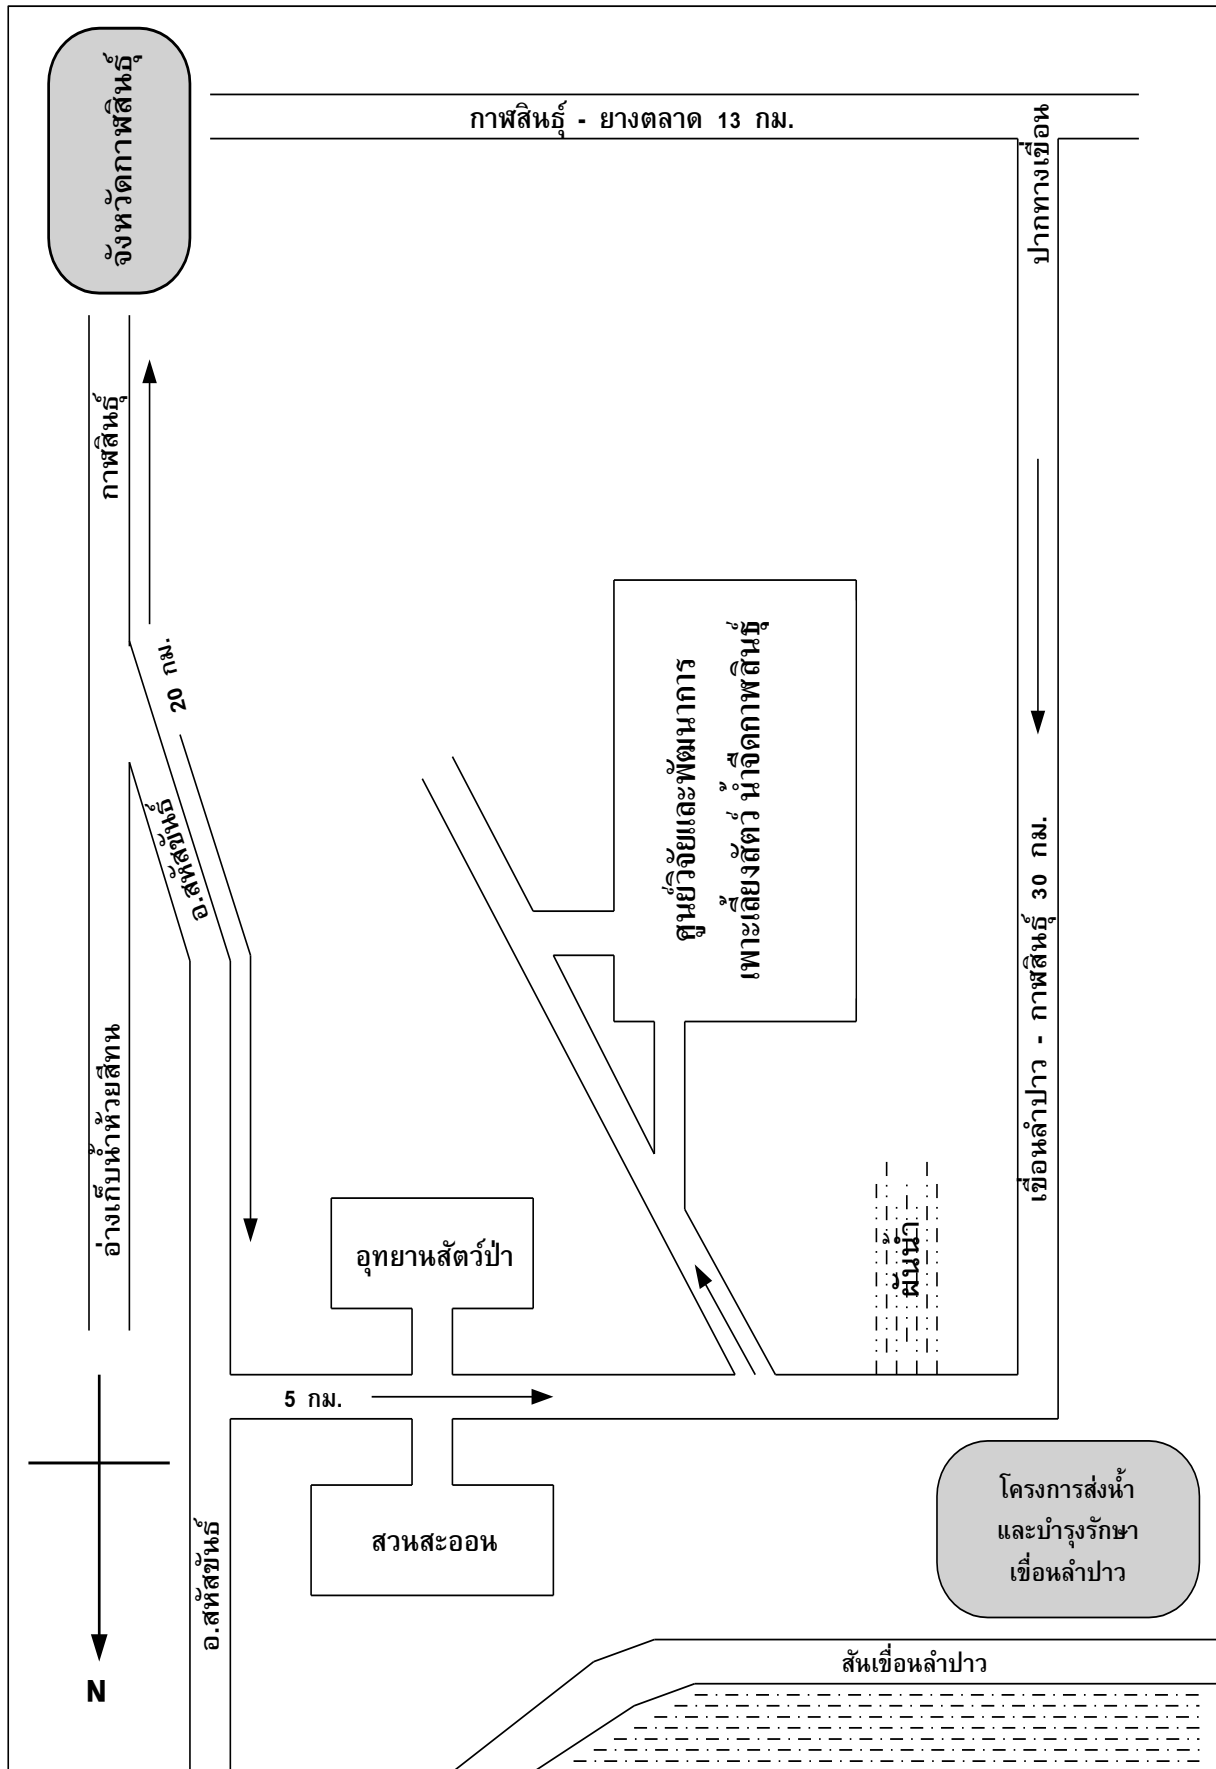 จังหวัดกาฬสินธุ์
กาฬสินธุ์ - ยางตลาด 13 กม.
ปากทางเขื่อน
กาฬสินธุ์
20 กม.
อ.สหัสขันธ์
ศูนย์วิจัยและพัฒนาการ
เพาะเลี้ยงสัตว์ น้ำจืดกาฬสินธุ์
เขื่อนลำปาว - กาฬสินธุ์ 30 กม.
อ่างเก็บน้ำห้วยสีทน
อุทยานสัตว์ป่า
ผันน้ำ
5 กม.
สวนสะออน
อ.สหัสขันธ์
โครงการส่งน้ำ
และบำรุงรักษา
เขื่อนลำปาว
สันเขื่อนลำปาว
N